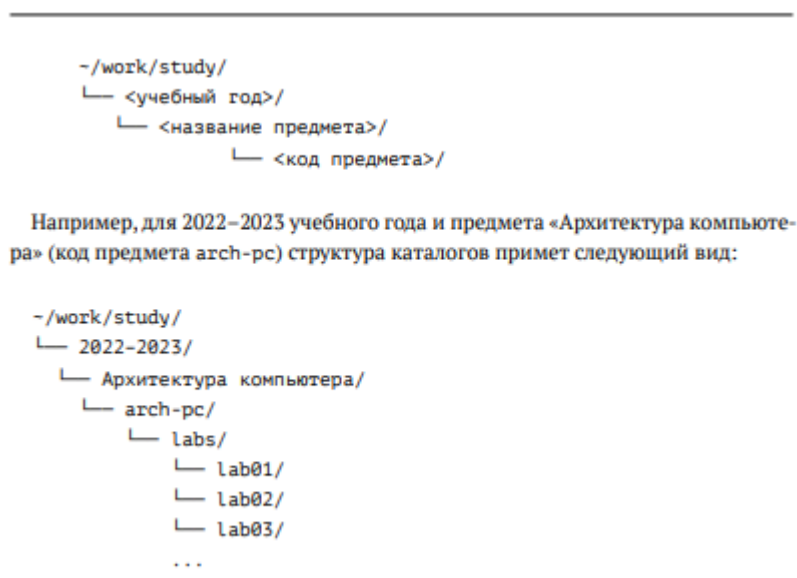 ~/work/study/
└── <учебный год>/
└── <название предмета>/
└── <код предмета>/
Например, для 2022–2023 учебного года и предмета «Архитектура компьюте-
ра» (код предмета arch-pc) структура каталогов примет следующий вид:
~/work/study/
└── 2022–2023/
└── Архитектура компьютера/
└── arch-pc/
└── labs/
└── lab01/
└── lab02/
└── lab03/
...